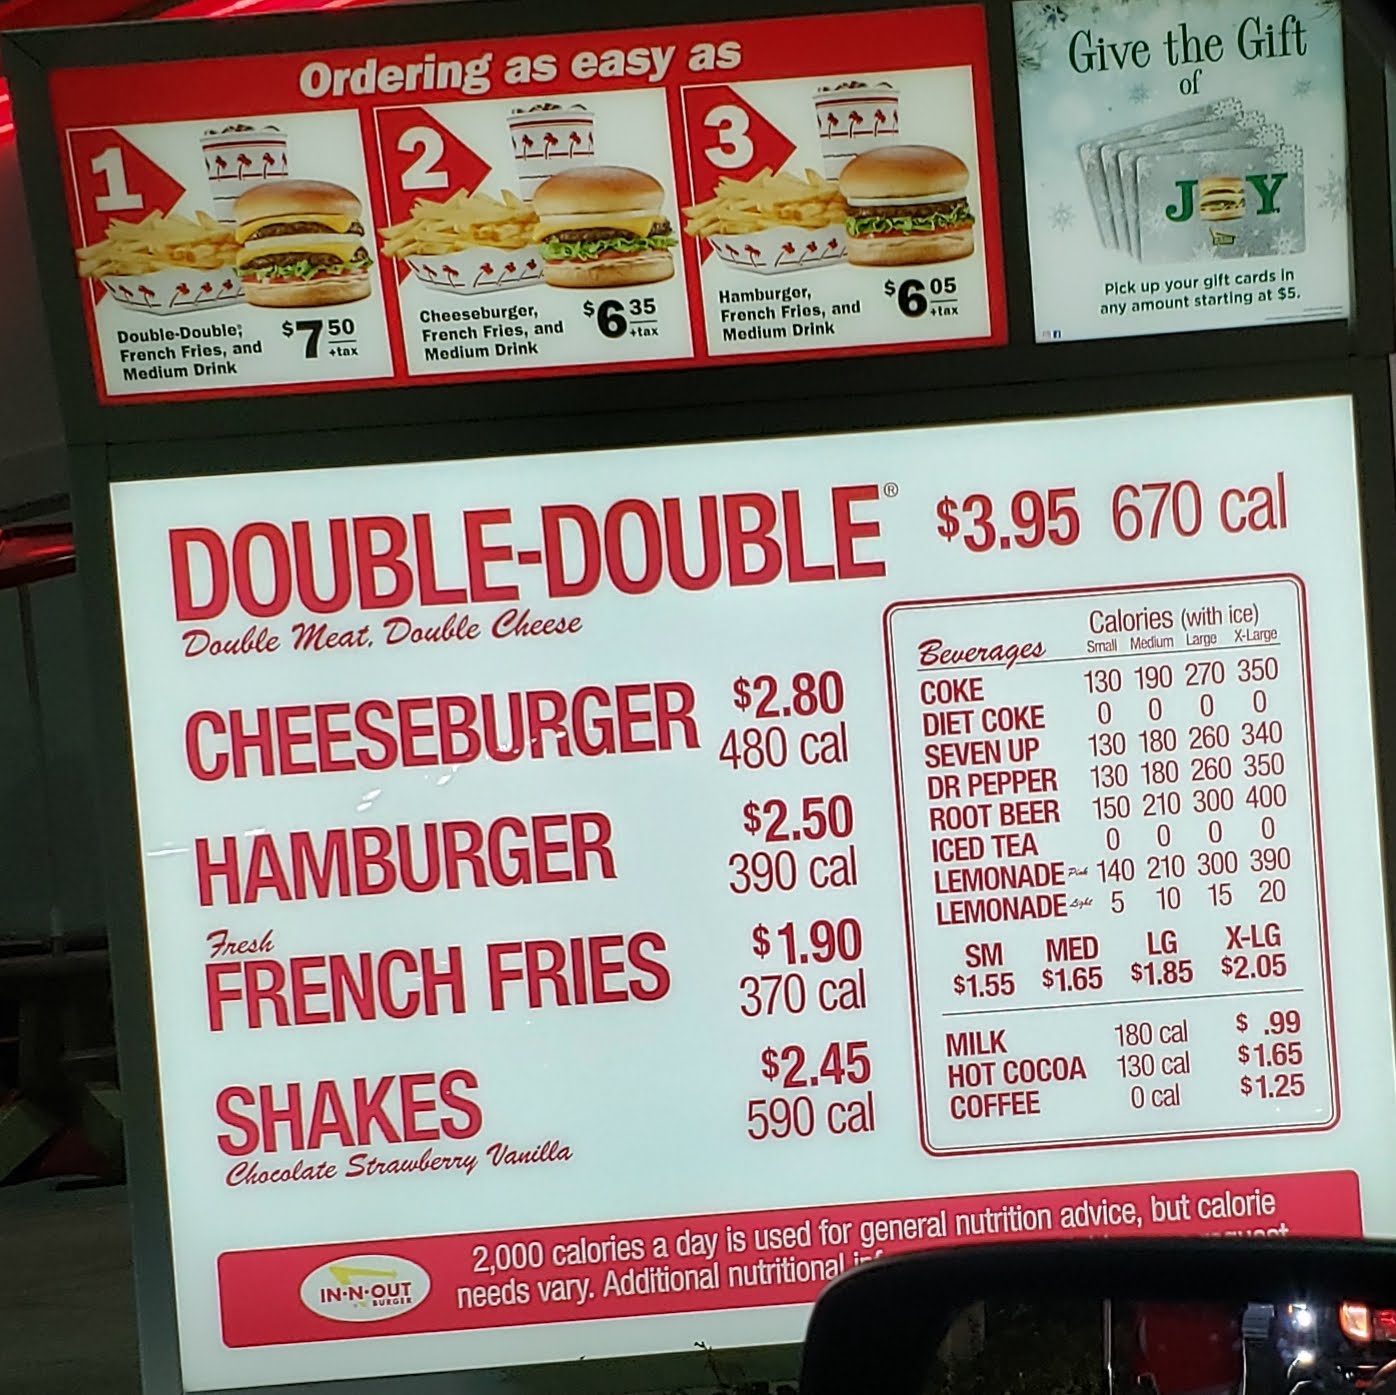 Ordering as easy as
1
Double-Double,®
French Fries, and
Medium Drink
$7 50
+tax
2
Cheeseburger,
French Fries, and
Medium Drink
$6 35
+tax
3
Hamburger,
French Fries, and
Medium Drink
$6 05
+tax
Give the Gift
of
J Y
Pick up your gift cards in
any amount starting at $5.
DOUBLE-DOUBLE® $3.95 670 cal
Double Meat, Double Cheese
CHEESEBURGER $2.80
480 cal
HAMBURGER $2.50
390 cal
Fresh
FRENCH FRIES $1.90
370 cal
SHAKES $2.45
590 cal
Chocolate Strawberry Vanilla
Calories (with ice)
Beverages Small Medium Large X-Large
COKE 130 190 270 350
DIET COKE 0 0 0 0
SEVEN UP 130 180 260 340
DR PEPPER 130 180 260 350
ROOT BEER 150 210 300 400
ICED TEA 0 0 0 0
LEMONADE Pink 140 210 300 390
LEMONADE Light 5 10 15 20
SM MED LG X-LG
$1.55 $1.65 $1.85 $2.05
MILK 180 cal $ .99
HOT COCOA 130 cal $1.65
COFFEE 0 cal $1.25
IN-N-OUT
BURGER
2,000 calories a day is used for general nutrition advice, but calorie
needs vary. Additional nutritional